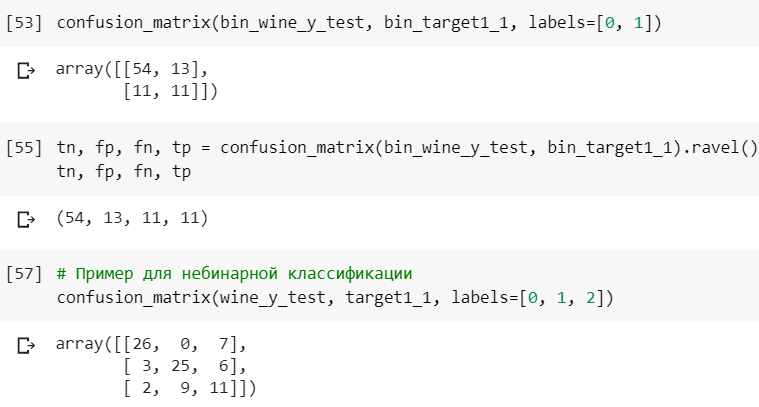 [53] confusion_matrix(bin_wine_y_test, bin_target1_1, labels=[0, 1])
array([[54, 13],
[11, 11]])
[55] tn, fp, fn, tp = confusion_matrix(bin_wine_y_test, bin_target1_1).ravel()
tn, fp, fn, tp
(54, 13, 11, 11)
[57] # Пример для небинарной классификации
confusion_matrix(wine_y_test, target1_1, labels=[0, 1, 2])
array([[26, 0, 7],
[ 3, 25, 6],
[ 2, 9, 11]])